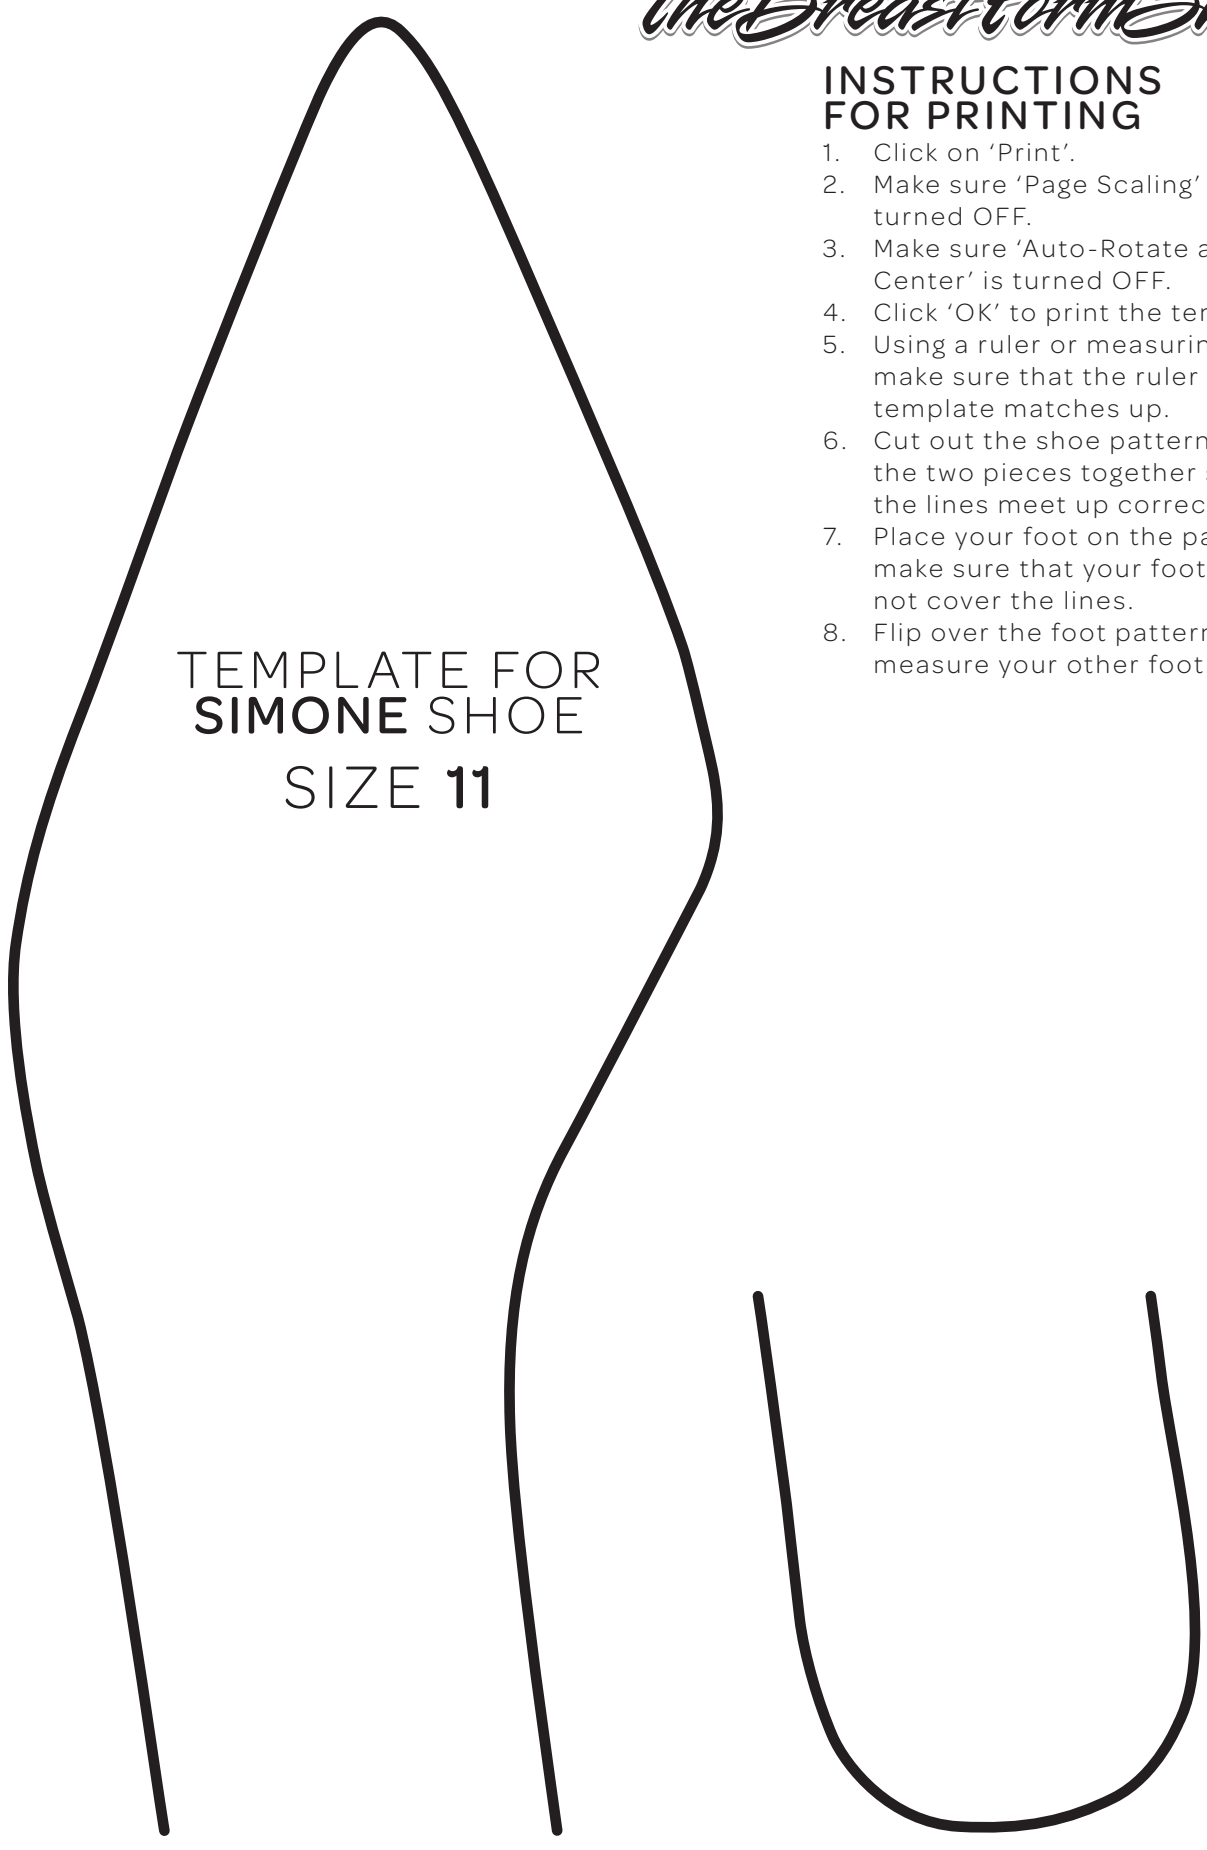 INSTRUCTIONS
FOR PRINTING
1. Click on ‘Print’.
2. Make sure ‘Page Scaling’
turned OFF.
3. Make sure ‘Auto-Rotate a
Center’ is turned OFF.
4. Click ‘OK’ to print the
5. Using a ruler or
make sure that the ruler
template matches up.
6. Cut out the shoe pattern
the two pieces together
the lines meet up
7. Place your foot on the
make sure that your foot
not cover the lines.
8. Flip over the foot pattern
measure your other foot
TEMPLATE FOR
SIMONE SHOE
SIZE 11